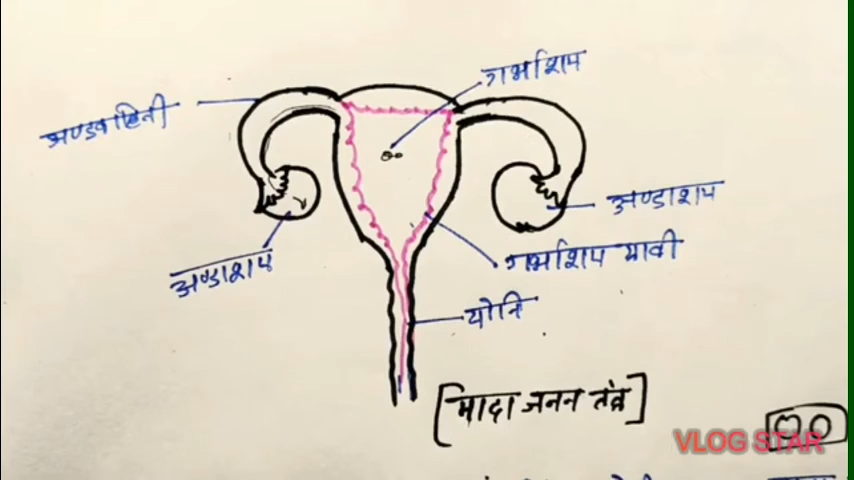 गर्भाशय
अण्डवाहिनी
अण्डाशय
अण्डाशय
गर्भाशय
योनि
[मादा जनन तंत्र]
VLOG STAR